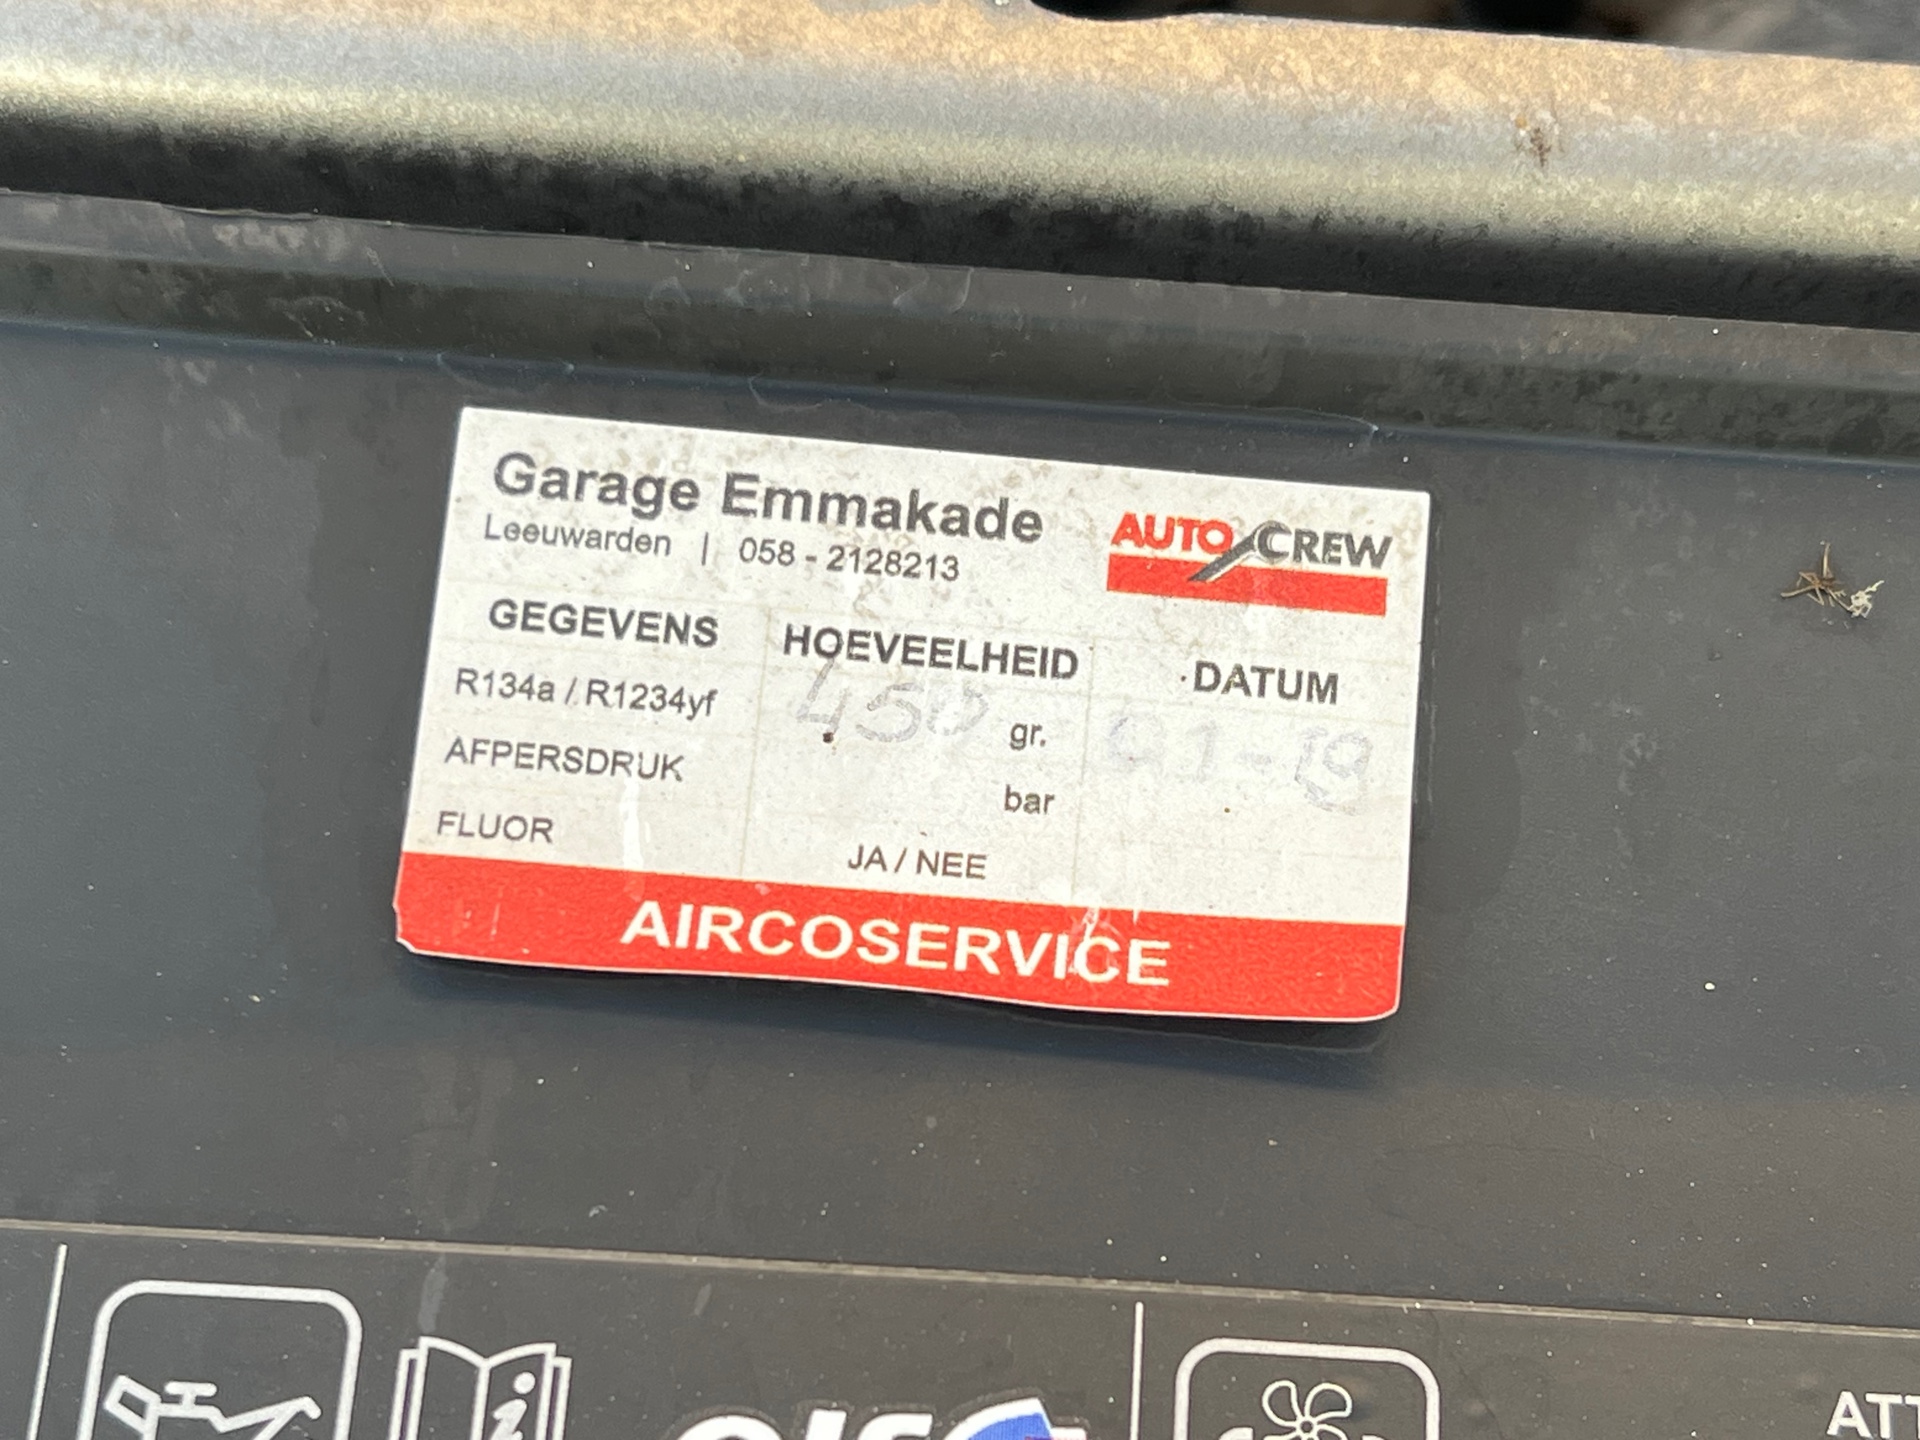 Garage Emmakade
Leeuwarden | 058 - 2128213
AUTO CREW
GEGEVENS HOEVEELHEID DATUM
R134a / R1234yf 450 gr.
AFPERSDRUK bar
FLUOR JA / NEE
AIRCOSERVICE
elf